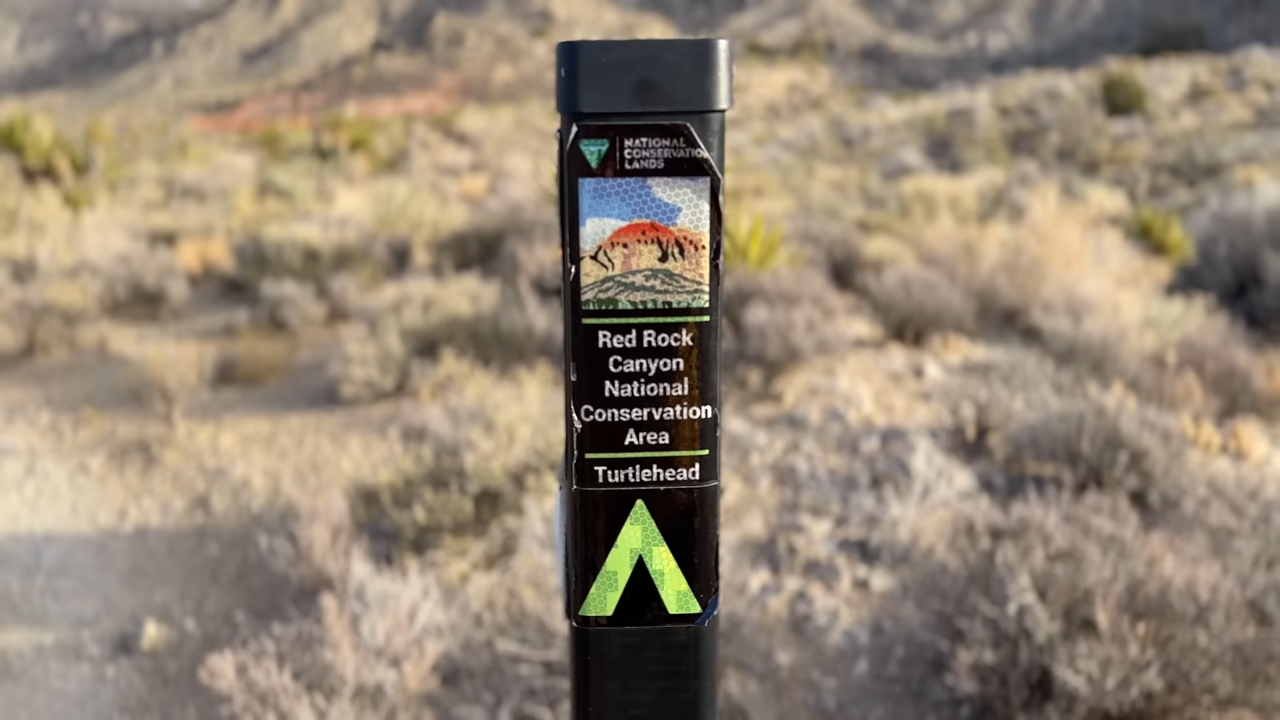 NATIONAL
CONSERVATION
LANDS
Red Rock
Canyon
National
Conservation
Area
Turtlehead